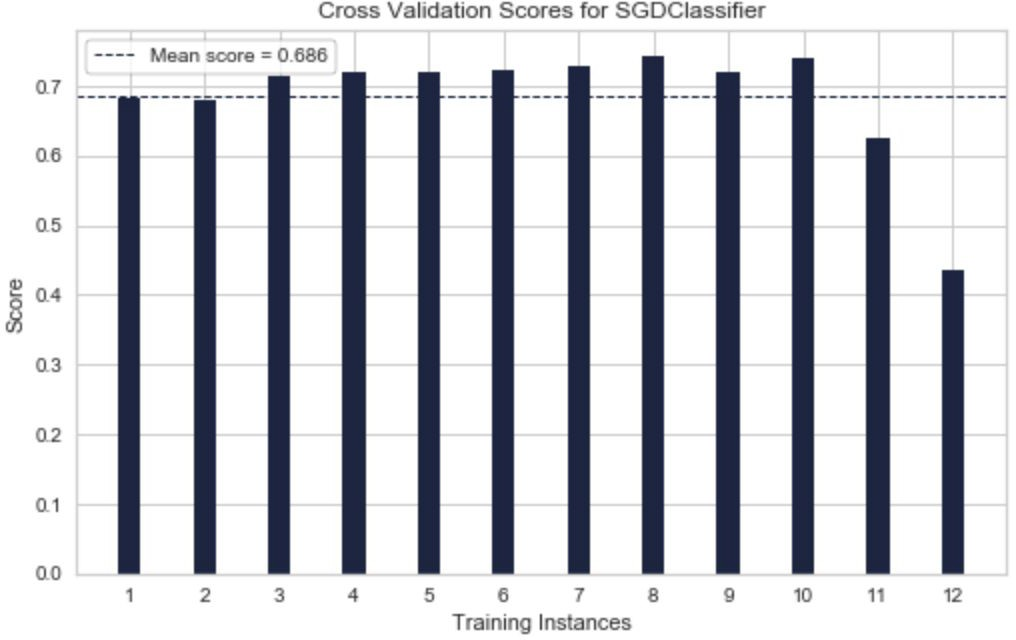 Cross Validation Scores for SGDClassifier
Mean score = 0.686
0.7
0.6
0.5
0.4
0.3
0.2
0.1
0.0
Score
1 2 3 4 5 6 7 8 9 10 11 12
Training Instances